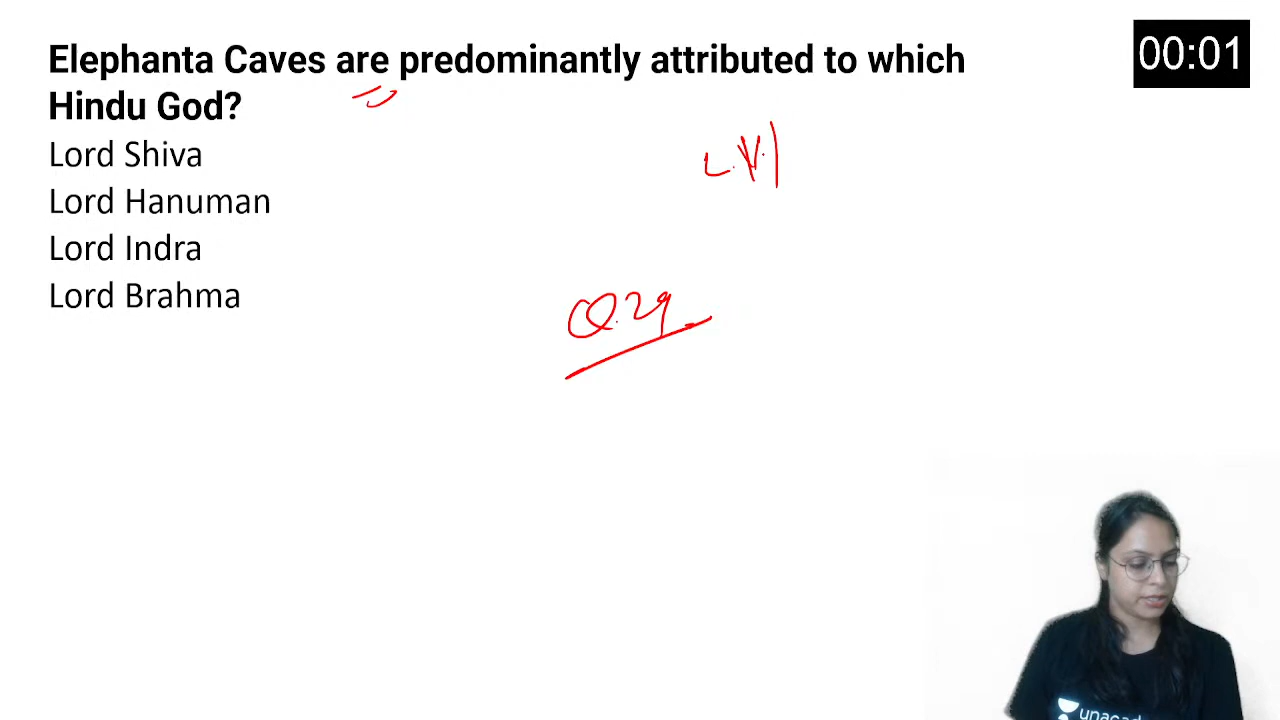 Elephanta Caves are predominantly attributed to which
00:01
Hindu God?
Lord Shiva
Lord Hanuman
Lord Indra
Lord Brahma
Q.29